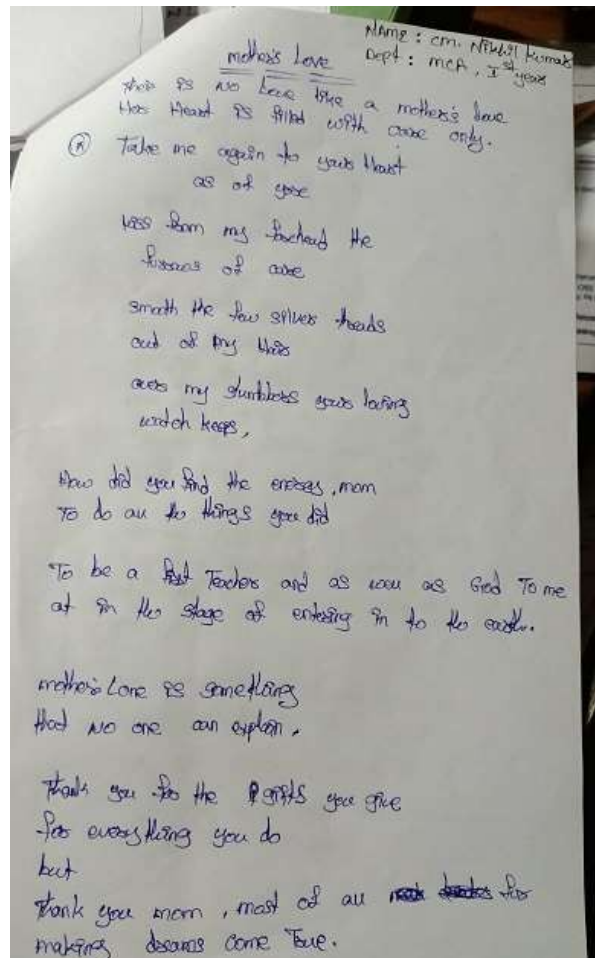 Name : cm. Nikhil Kumar
Dept : MCA, Ist year
mother's Love
ther is No Love like a mother's love
Her Heart is filled with care only.
Take me again to your Heart
as of yore
kiss from my forehead the
furrows of care
smooth the few silver threads
out of my Hair
over my slumbers your loving
watch keeps,
How did you find the energy, mom
To do all the things you did
To be a first Teacher and as well as God To me
at in the stage of entering in to the earth.
mother's Love is something
that No one can explain.
Thank you for the gifts you give
for everything you do
but
Thank you mom, most of all for
making dreams come True.